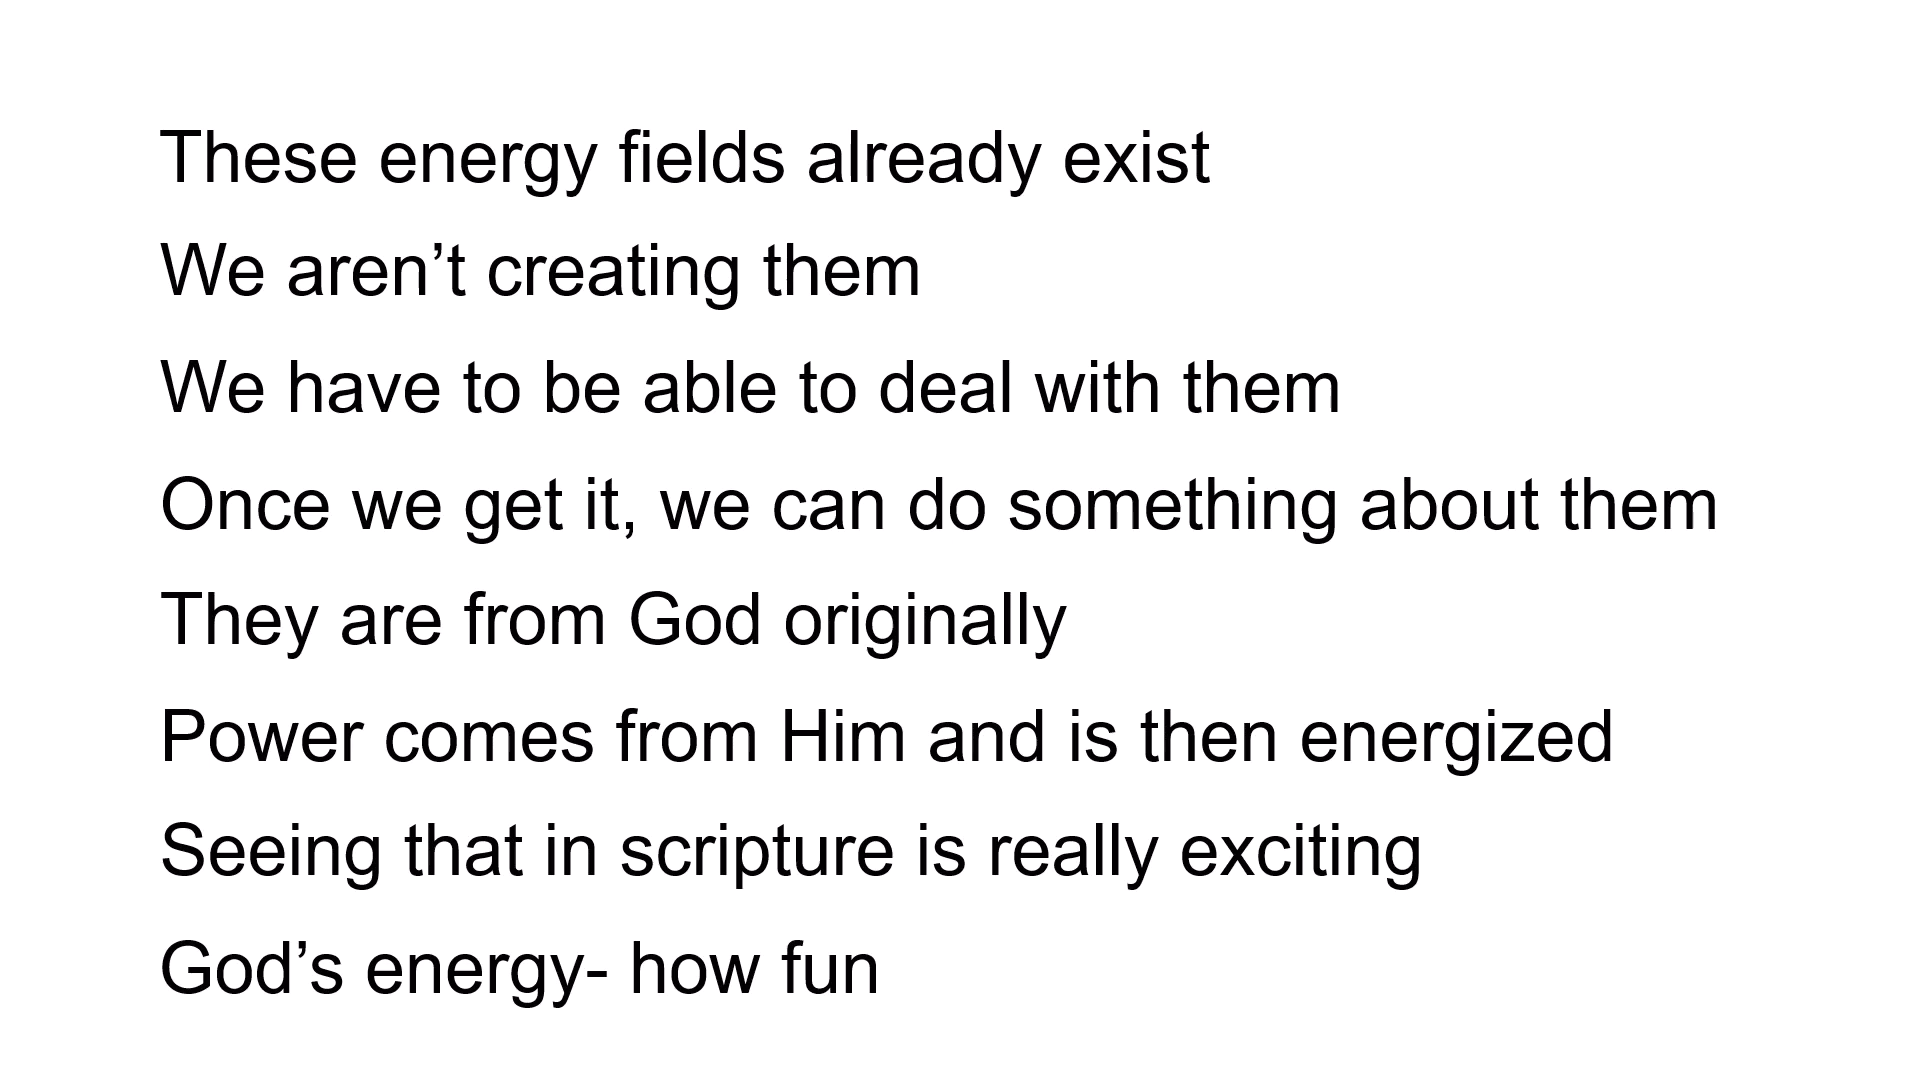 These energy fields already exist
We aren’t creating them
We have to be able to deal with them
Once we get it, we can do something about them
They are from God originally
Power comes from Him and is then energized
Seeing that in scripture is really exciting
God’s energy- how fun